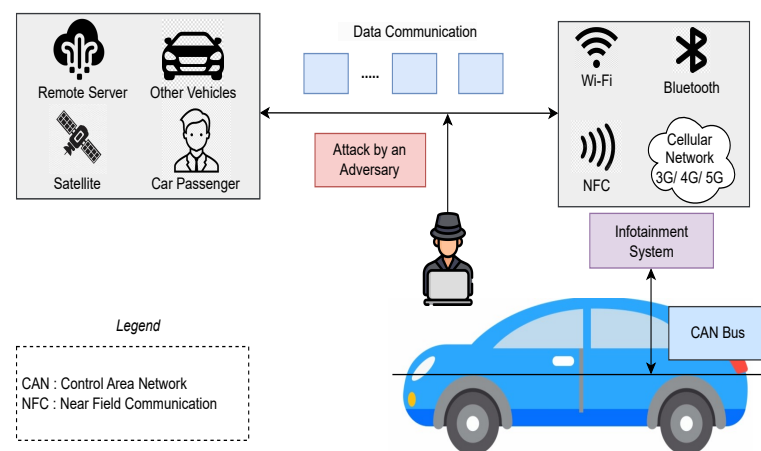 Data Communication
.....
Remote Server
Other Vehicles
Satellite
Car Passenger
Wi-Fi
Bluetooth
NFC
Cellular
Network
3G/ 4G/ 5G
Attack by an
Adversary
Infotainment
System
CAN Bus
Legend
CAN : Control Area Network
NFC : Near Field Communication